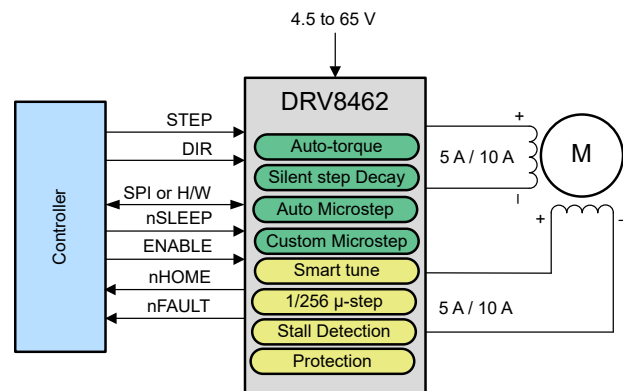 4.5 to 65 V
DRV8462
Controller
STEP
DIR
SPI or H/W
nSLEEP
ENABLE
nHOME
nFAULT
Auto-torque
Silent step Decay
Auto Microstep
Custom Microstep
Smart tune
1/256 μ-step
Stall Detection
Protection
+
5 A / 10 A
–
M
+
–
5 A / 10 A